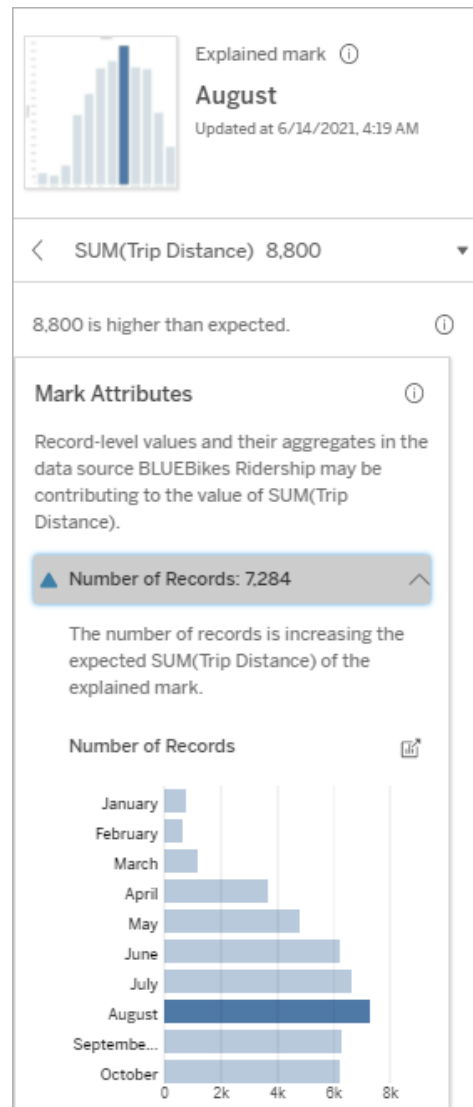 Explained mark
August
Updated at 6/14/2021, 4:19 AM
SUM(Trip Distance) 8,800
8,800 is higher than expected.
Mark Attributes
Record-level values and their aggregates in the
data source BLUEBikes Ridership may be
contributing to the value of SUM(Trip
Distance).
Number of Records: 7,284
The number of records is increasing the
expected SUM(Trip Distance) of the
explained mark.
Number of Records
January
February
March
April
May
June
July
August
Septembe...
October
0 2k 4k 6k 8k